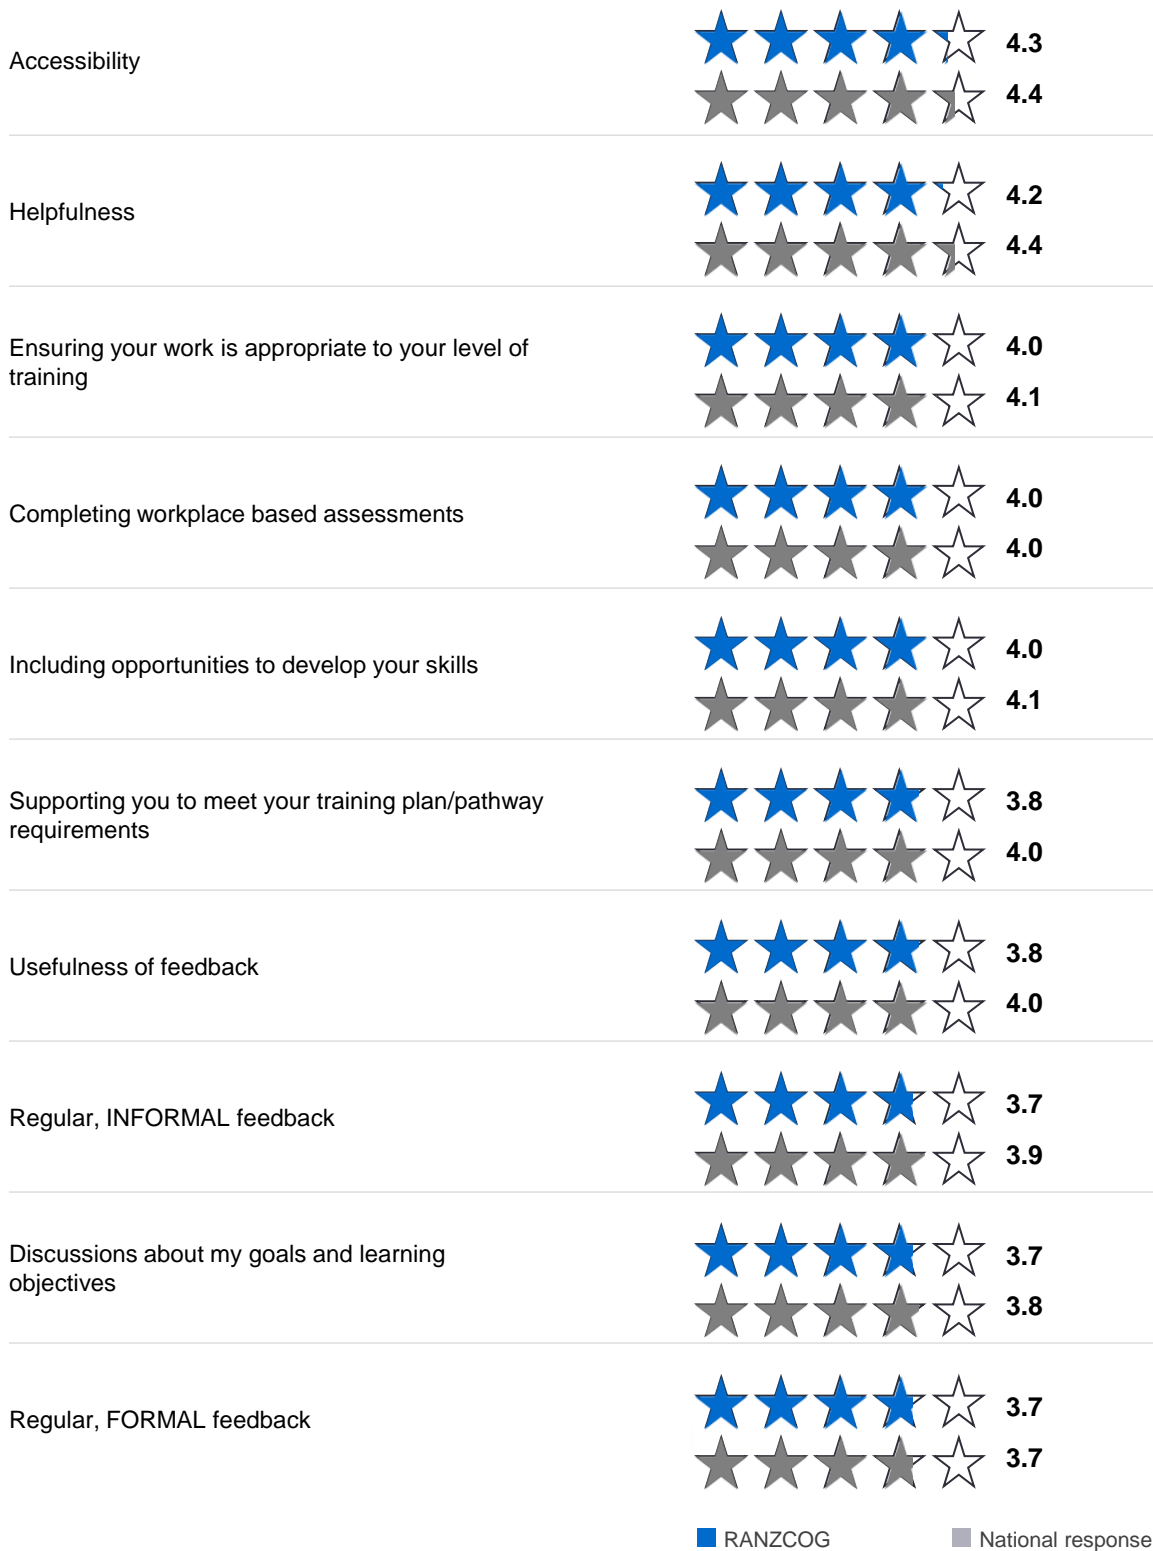 Accessibility
4.3
4.4
Helpfulness
4.2
4.4
Ensuring your work is appropriate to your level of
training
4.0
4.1
Completing workplace based assessments
4.0
4.0
Including opportunities to develop your skills
4.0
4.1
Supporting you to meet your training plan/pathway
requirements
3.8
4.0
Usefulness of feedback
3.8
4.0
Regular, INFORMAL feedback
3.7
3.9
Discussions about my goals and learning
objectives
3.7
3.8
Regular, FORMAL feedback
3.7
3.7
RANZCOG National response